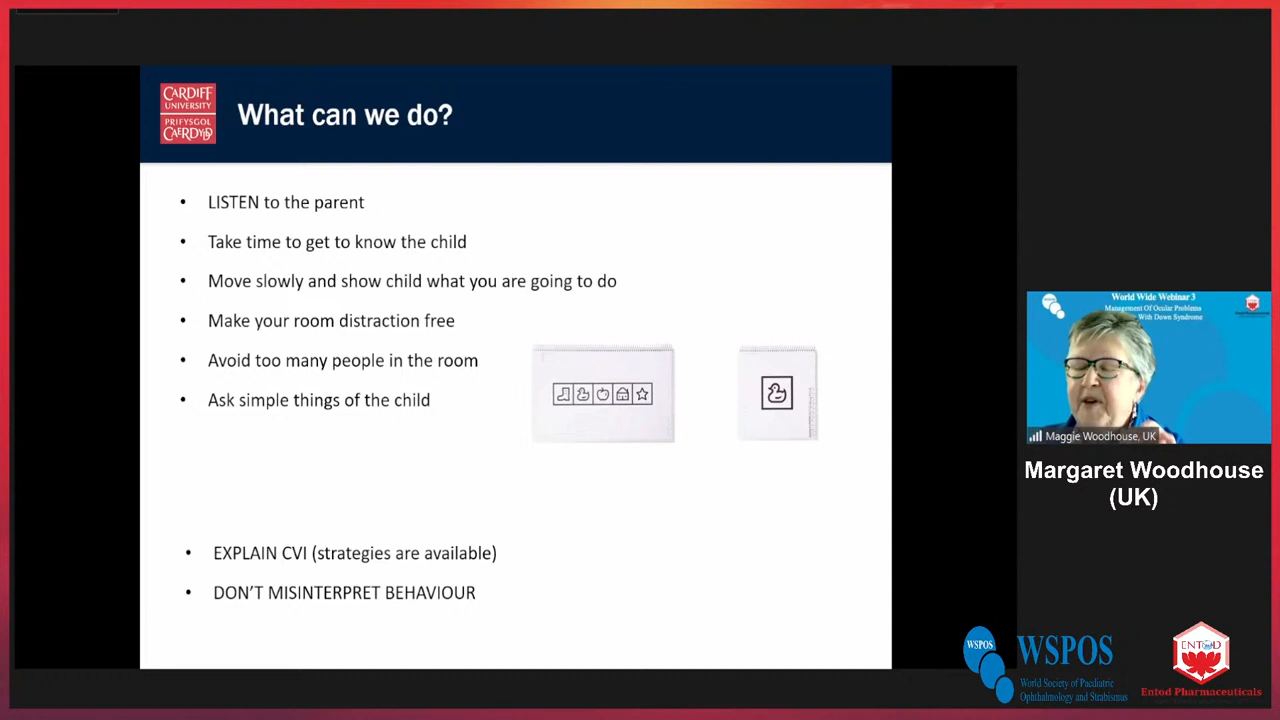 CARDIFF
UNIVERSITY
PRIFYSGOL
CAERDYDD
What can we do?
• LISTEN to the parent
• Take time to get to know the child
• Move slowly and show child what you are going to do
• Make your room distraction free
• Avoid too many people in the room
• Ask simple things of the child
• EXPLAIN CVI (strategies are available)
• DON'T MISINTERPRET BEHAVIOUR
World Wide Webinar 3
Management Of Ocular Problems
With Down Syndrome
Maggie Woodhouse, UK
Margaret Woodhouse
(UK)
WSPOS
WSPOS
World Society of Paediatric
Ophthalmology and Strabismus
ENTOD
Entod Pharmaceuticals